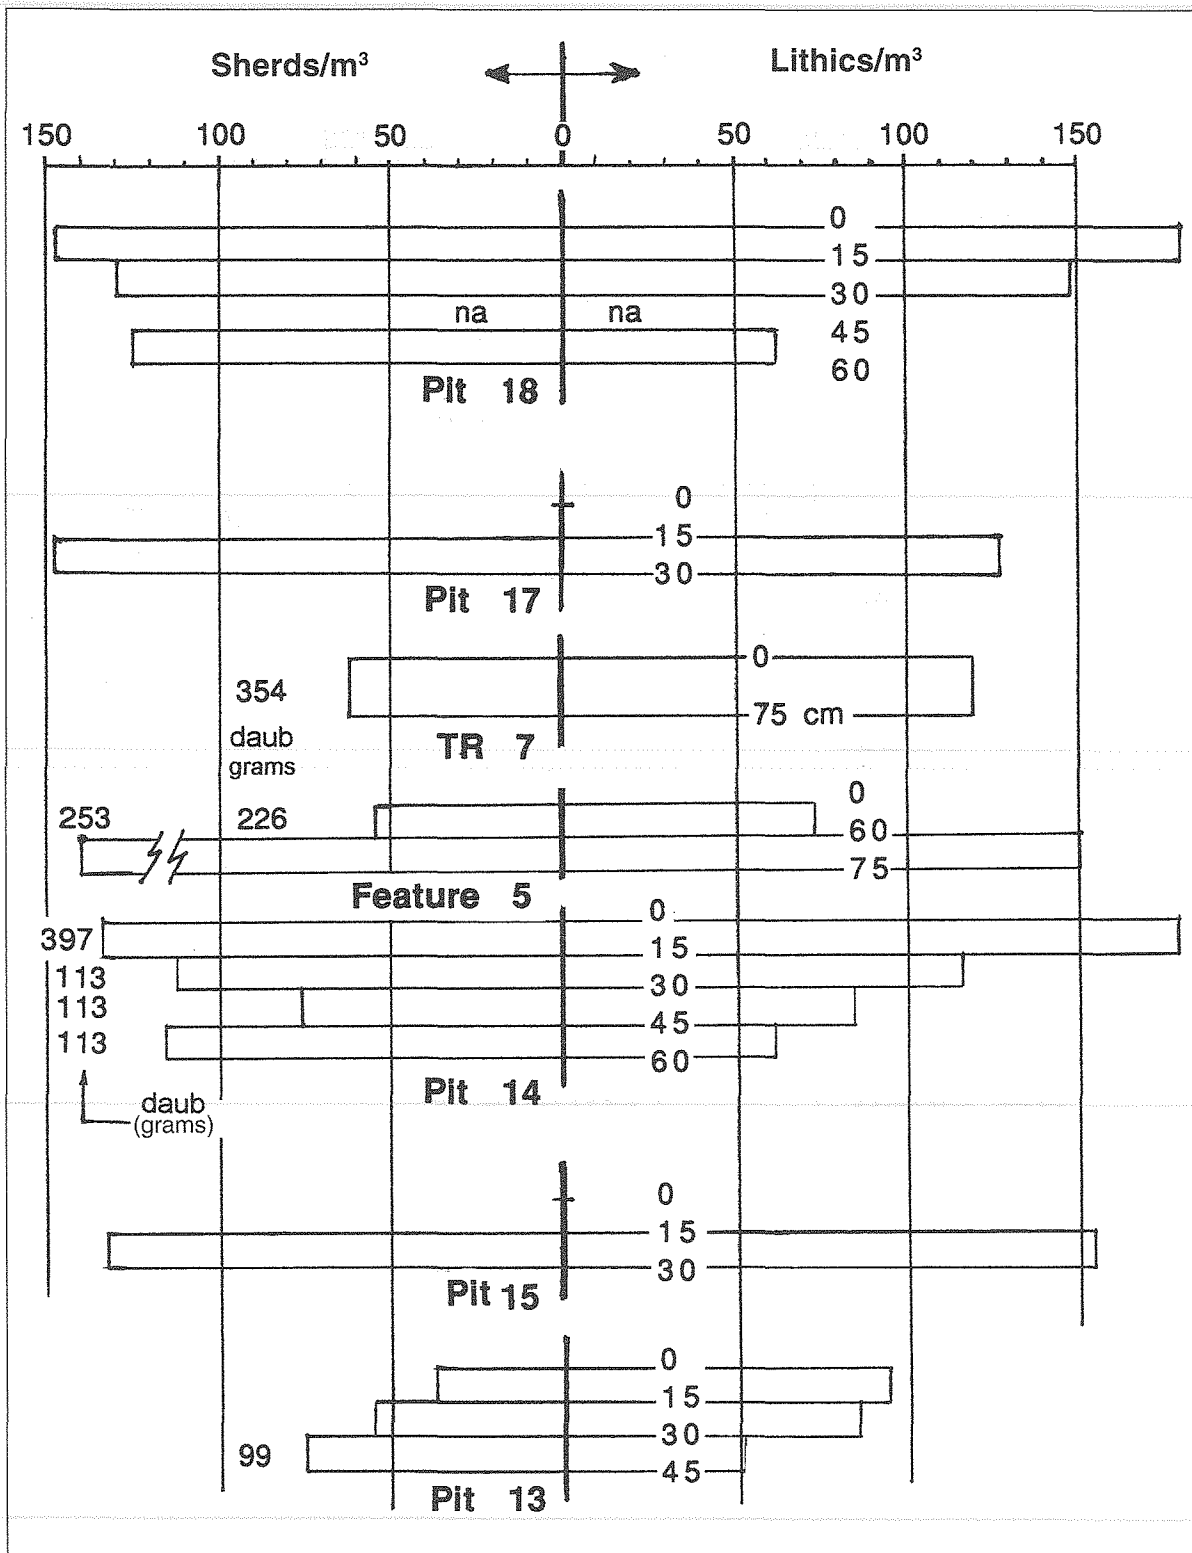 Sherds/m³ Lithics/m³
150 100 50 0 50 100 150
0
15
30
na na
45
60
Pit 18
0
15
30
Pit 17
0
354
75 cm
daub
grams
TR 7
0
253 226 60
75
Feature 5
0
397
15
113
30
113
45
113
60
Pit 14
daub
(grams)
0
15
30
Pit 15
0
15
30
99
45
Pit 13